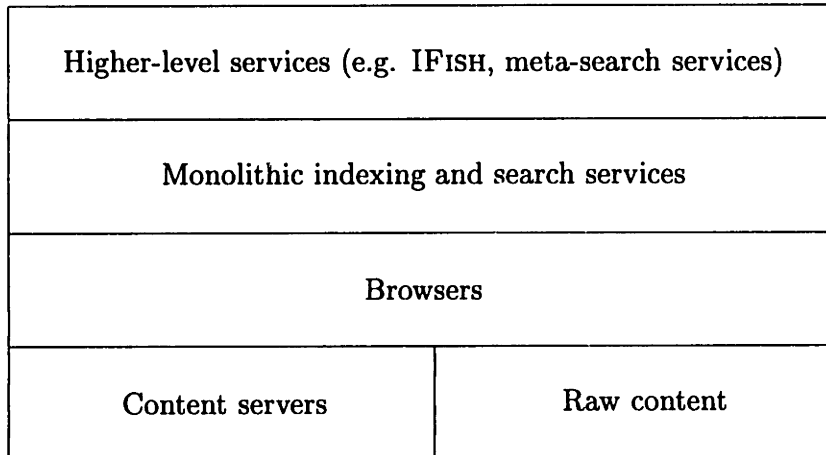 Higher-level services (e.g. IFISH, meta-search services)
Monolithic indexing and search services
Browsers
Content servers
Raw content